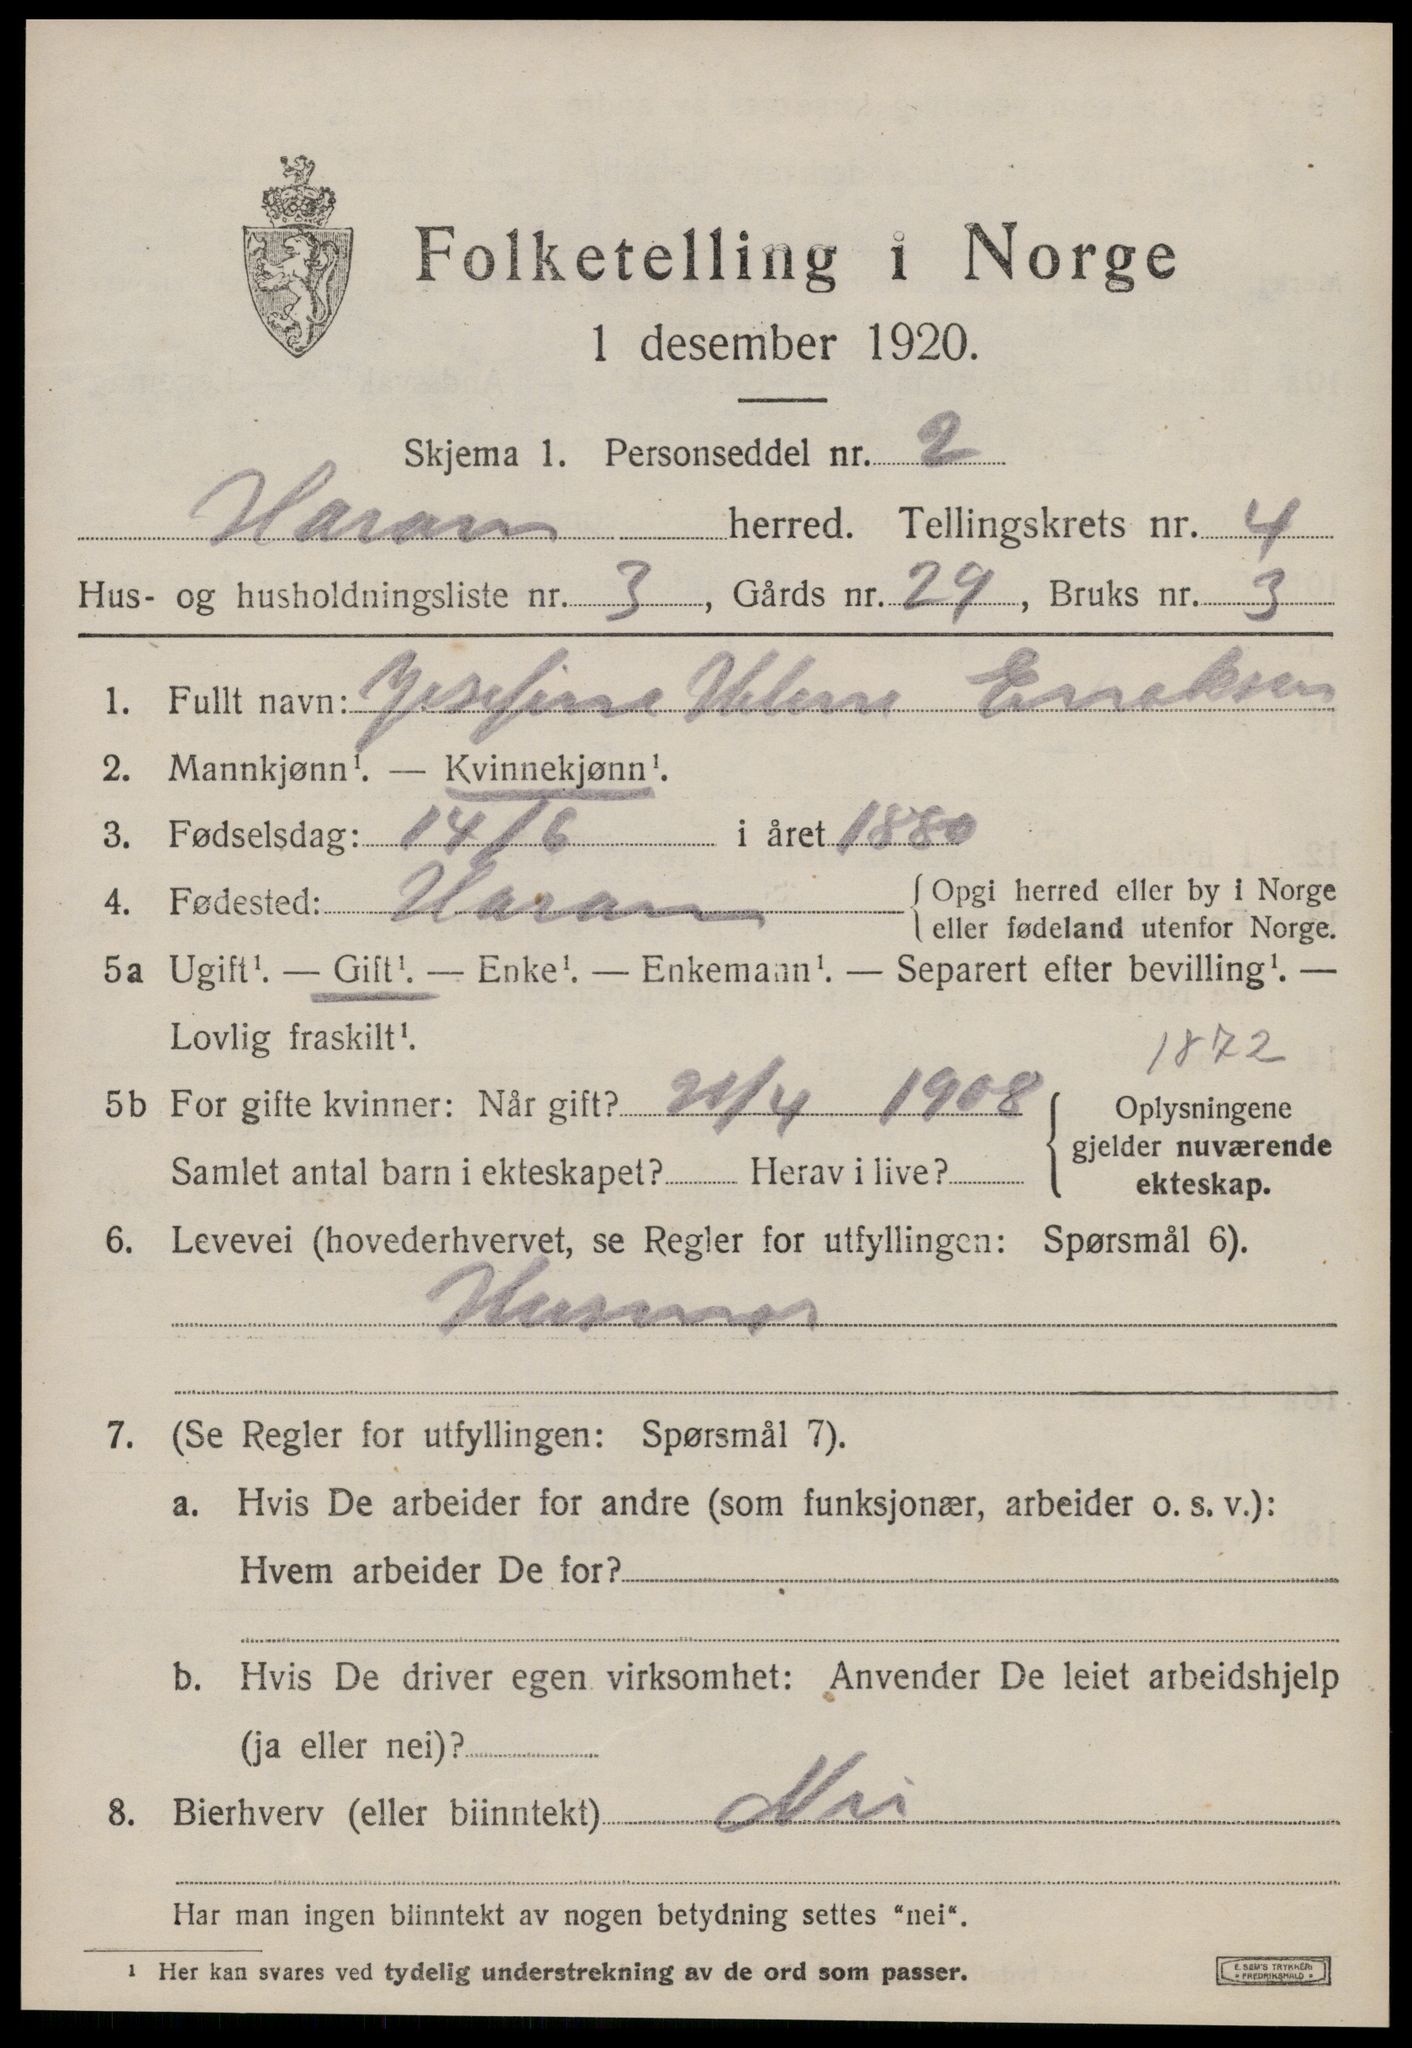 Folketelling i Norge
1 desember 1920.
Skjema 1. Personseddel nr. 2
Haram herred. Tellingskrets nr. 4
Hus- og husholdningsliste nr. 3, Gårds nr. 29, Bruks nr. 3
1. Fullt navn: Josefine Helene
2. Mannkjønn¹. — Kvinnekjønn¹.
3. Fødselsdag: 14/6 i året 1880
4. Fødested: Haram { Opgi herred eller by i Norge
eller fødeland utenfor Norge.
5a Ugift¹. — Gift¹. — Enke¹. — Enkemann¹. — Separert efter bevilling¹. —
Lovlig fraskilt¹.
1872
5b For gifte kvinner: Når gift? 21/4 1908 { Oplysningene
gjelder nuværende
Samlet antal barn i ekteskapet? Herav i live? ekteskap.
6. Levevei (hovederhvervet, se Regler for utfyllingen: Spørsmål 6).
Husmor
7. (Se Regler for utfyllingen: Spørsmål 7).
a. Hvis De arbeider for andre (som funksjonær, arbeider o. s. v.):
Hvem arbeider De for?
b. Hvis De driver egen virksomhet: Anvender De leiet arbeidshjelp
(ja eller nei)?
8. Bierhverv (eller biinntekt) Nei
Har man ingen biinntekt av nogen betydning settes "nei".
¹ Her kan svares ved tydelig understrekning av de ord som passer.
E. SEM'S TRYKKERI
FREDRIKSHALD